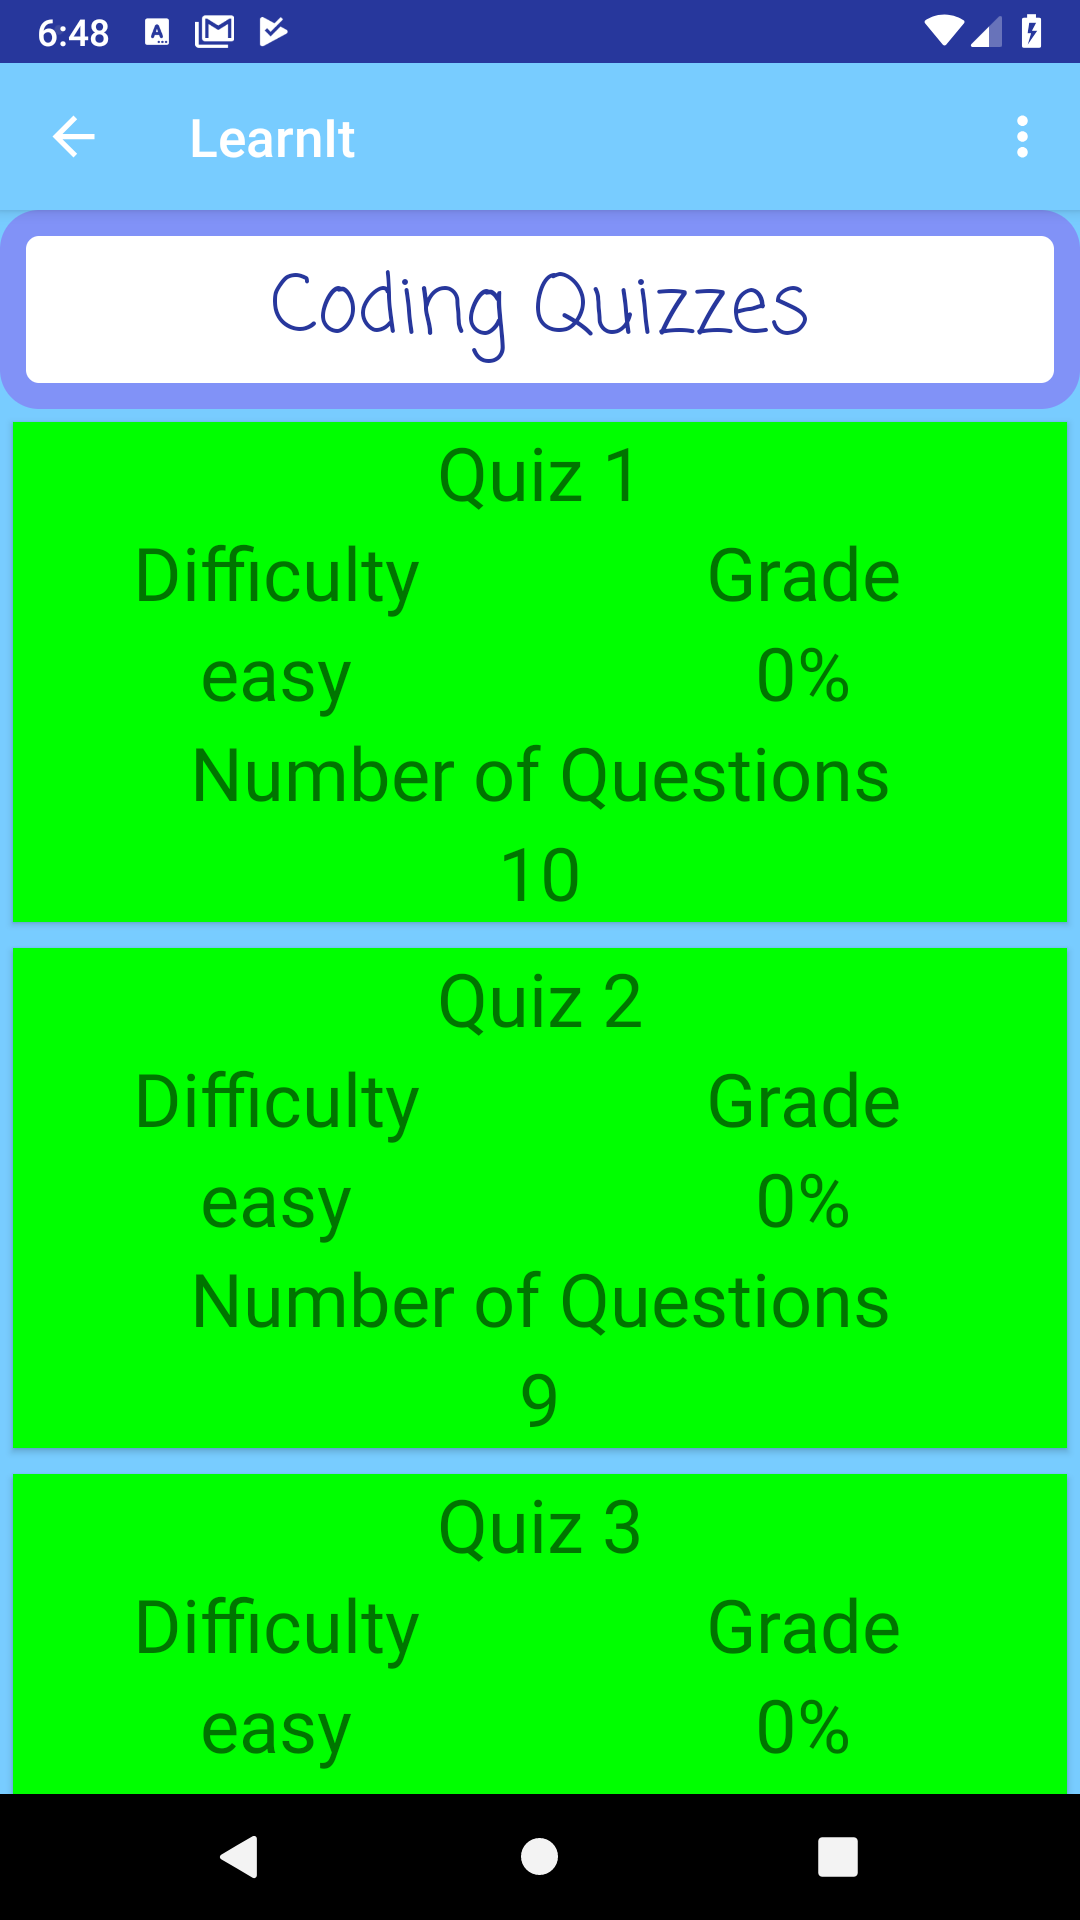 6:48
LearnIt
Coding Quizzes
Quiz 1
Difficulty Grade
easy 0%
Number of Questions
10
Quiz 2
Difficulty Grade
easy 0%
Number of Questions
9
Quiz 3
Difficulty Grade
easy 0%